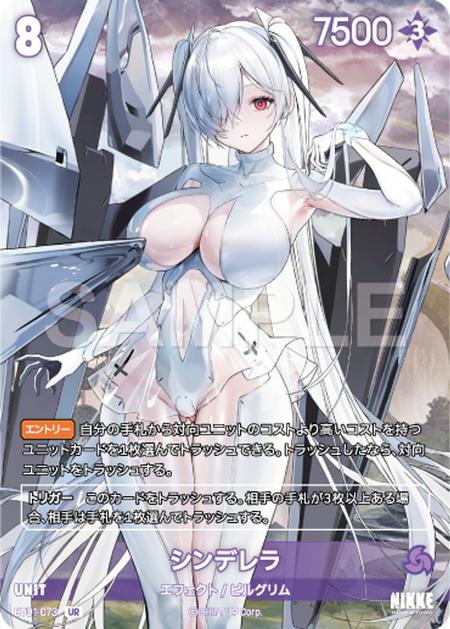 8
7500 3
SAMPLE
エントリー 自分の手札から対向ユニットのコストより高いコストを持つ
ユニットカードを1枚選んでトラッシュできる。トラッシュしたなら、対向
ユニットをトラッシュする。
トリガー このカードをトラッシュする。相手の手札が3枚以上ある場
合、相手は手札を1枚選んでトラッシュする。
シンデレラ
UNIT エフェクト / ピルグリム
UR © SHIFT UP Corp. NIKKE